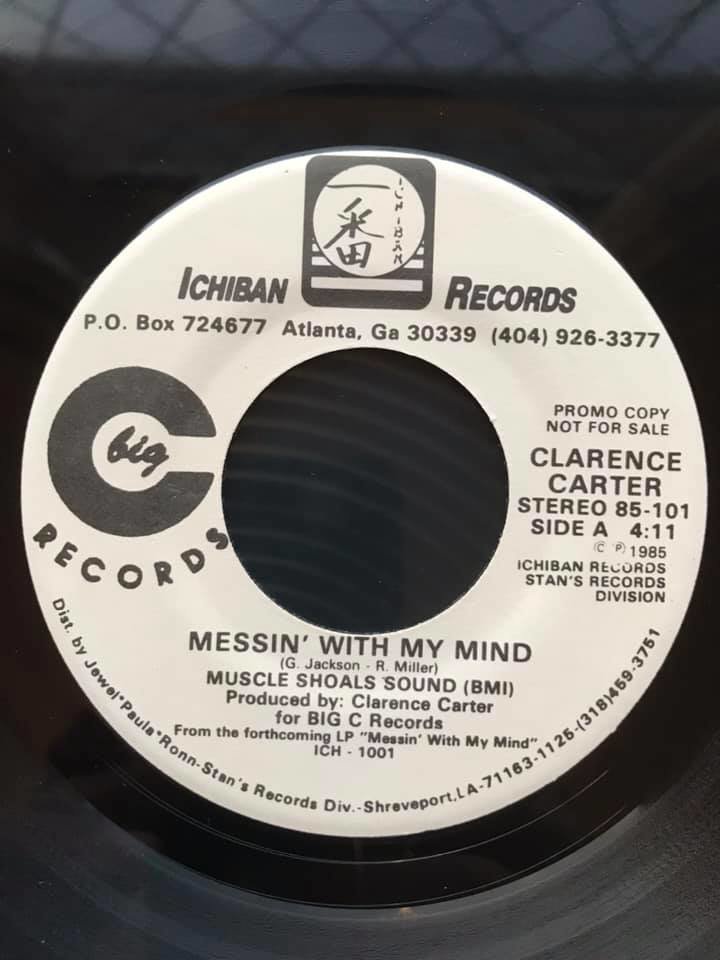 一番
ICHIBAN
ICHIBAN RECORDS
P.O. Box 724677 Atlanta, Ga 30339 (404) 926-3377
big C
RECORDS
PROMO COPY
NOT FOR SALE
CLARENCE
CARTER
STEREO 85-101
SIDE A 4:11
© ℗ 1985
ICHIBAN RECORDS
STAN'S RECORDS
DIVISION
MESSIN' WITH MY MIND
(G. Jackson - R. Miller)
MUSCLE SHOALS SOUND (BMI)
Produced by: Clarence Carter
for BIG C Records
From the forthcoming LP "Messin' With My Mind"
ICH - 1001
Dist. by Jewel*Paula*Ronn-Stan's Records Div.-Shreveport, LA-71163-1126-(318)459-3751